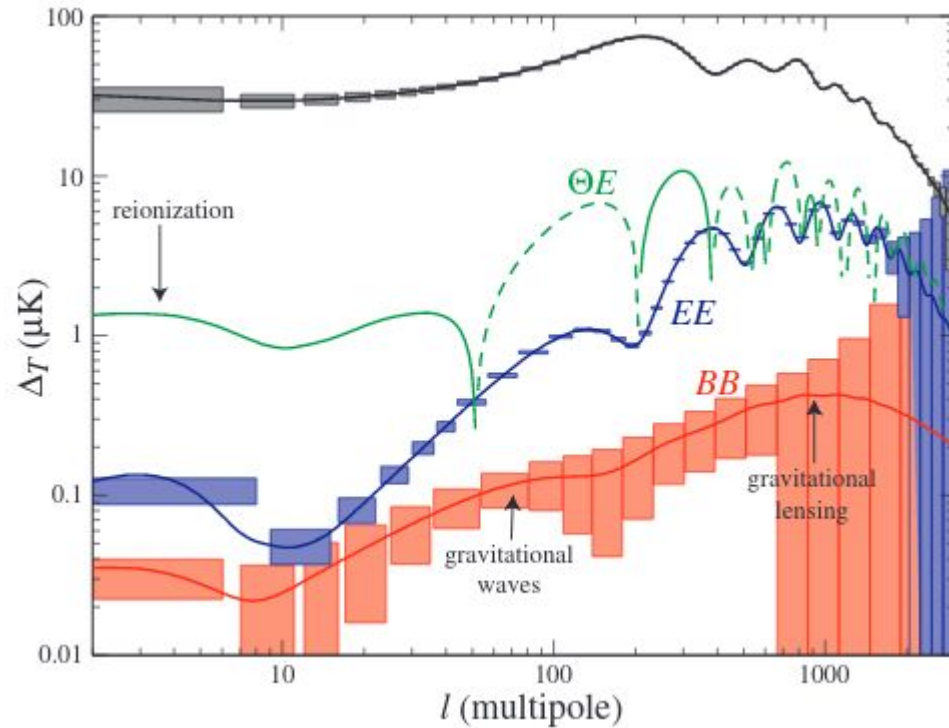 100
10
1
0.1
0.01
Δ_T (μK)
reionization
ΘE
EE
BB
gravitational
waves
gravitational
lensing
10
100
1000
l (multipole)